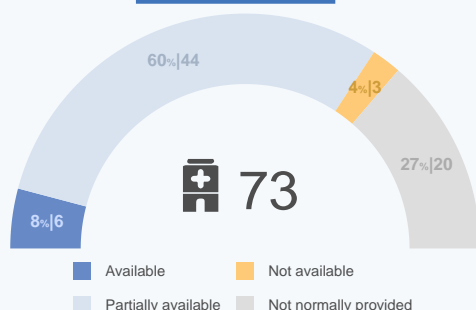 60%|44
4%|3
27%|20
8%|6
73
Available
Not available
Partially available
Not normally provided